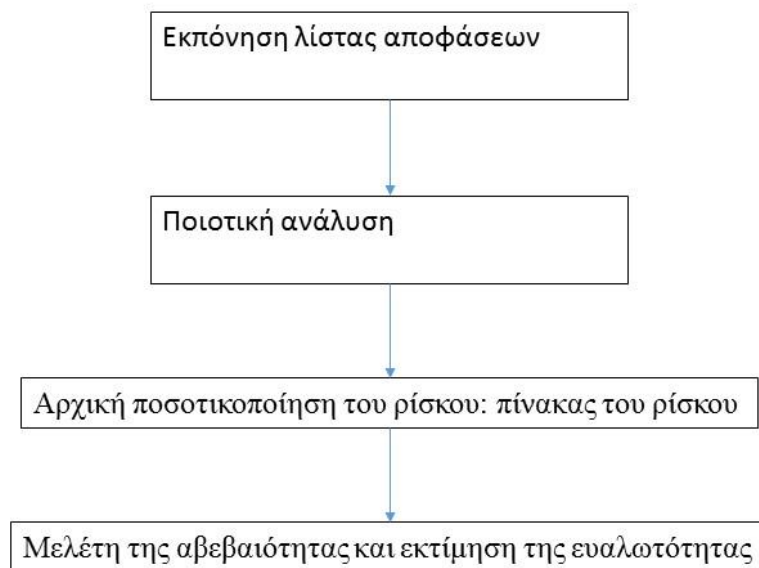 Εκπόνηση λίστας αποφάσεων
Ποιοτική ανάλυση
Αρχική ποσοτικοποίηση του ρίσκου: πίνακας του ρίσκου
Μελέτη της αβεβαιότητας και εκτίμηση της ευαλωτότητας